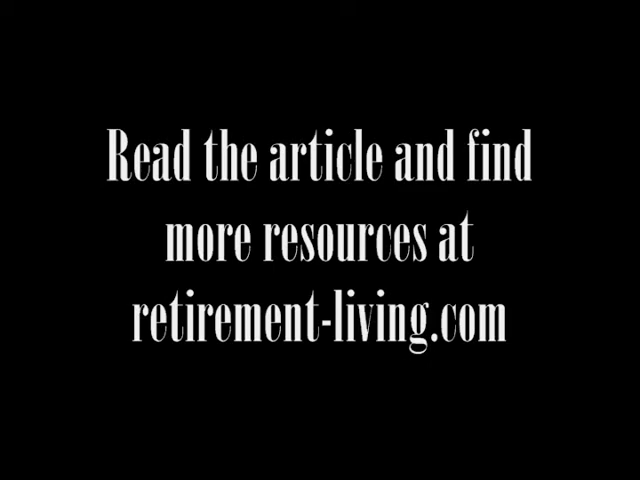 Read the article and find
more resources at
retirement-living.com